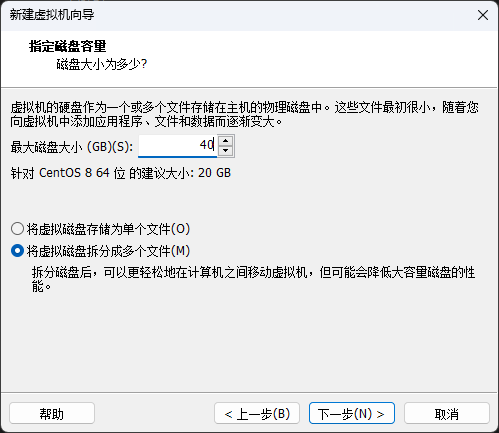 新建虚拟机向导
指定磁盘容量
磁盘大小为多少?
虚拟机的硬盘作为一个或多个文件存储在主机的物理磁盘中。这些文件最初很小，随着您
向虚拟机中添加应用程序、文件和数据而逐渐变大。
最大磁盘大小 (GB)(S): 40
针对 CentOS 8 64 位 的建议大小: 20 GB
将虚拟磁盘存储为单个文件(O)
将虚拟磁盘拆分成多个文件(M)
拆分磁盘后，可以更轻松地在计算机之间移动虚拟机，但可能会降低大容量磁盘的性
能。
帮助 < 上一步(B) 下一步(N) > 取消